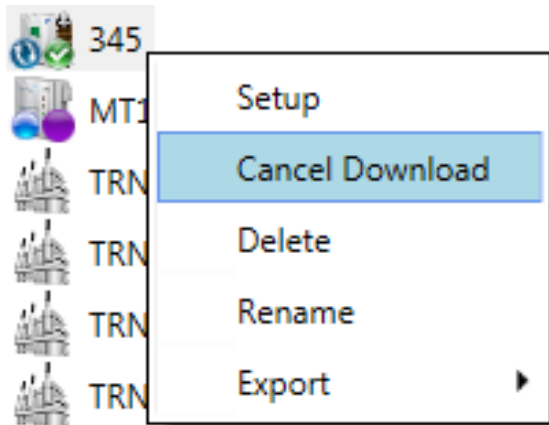 345
MT1
TRN
TRN
TRN
TRN
Setup
Cancel Download
Delete
Rename
Export